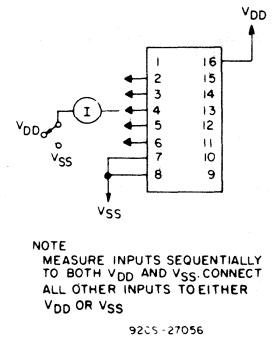 VDD
1 16
2 15
3 14
I
4 13
VDD
5 12
VSS
6 11
7 10
8 9
VSS
NOTE
MEASURE INPUTS SEQUENTIALLY
TO BOTH VDD AND VSS. CONNECT
ALL OTHER INPUTS TO EITHER
VDD OR VSS
92CS-27056